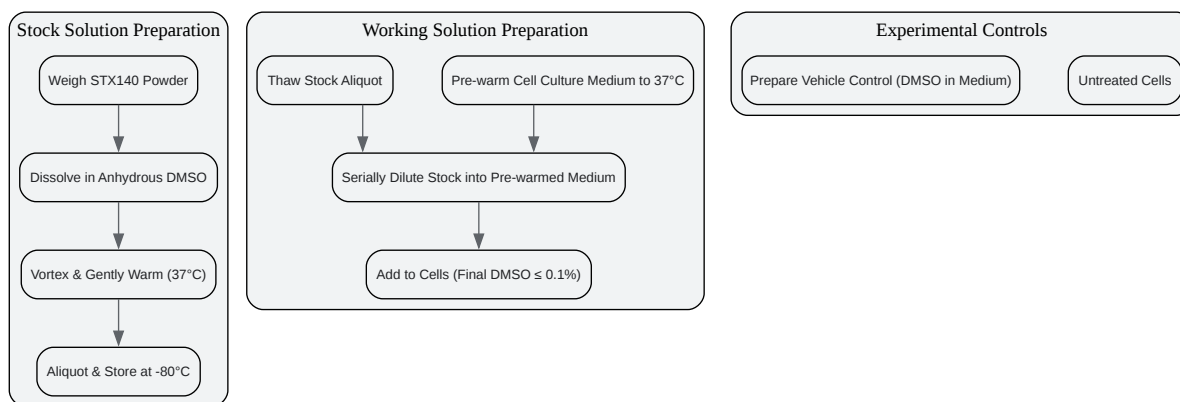 Stock Solution Preparation
Weigh STX140 Powder
Dissolve in Anhydrous DMSO
Vortex & Gently Warm (37°C)
Aliquot & Store at -80°C
Working Solution Preparation
Thaw Stock Aliquot
Pre-warm Cell Culture Medium to 37°C
Serially Dilute Stock into Pre-warmed Medium
Add to Cells (Final DMSO ≤ 0.1%)
Experimental Controls
Prepare Vehicle Control (DMSO in Medium)
Untreated Cells